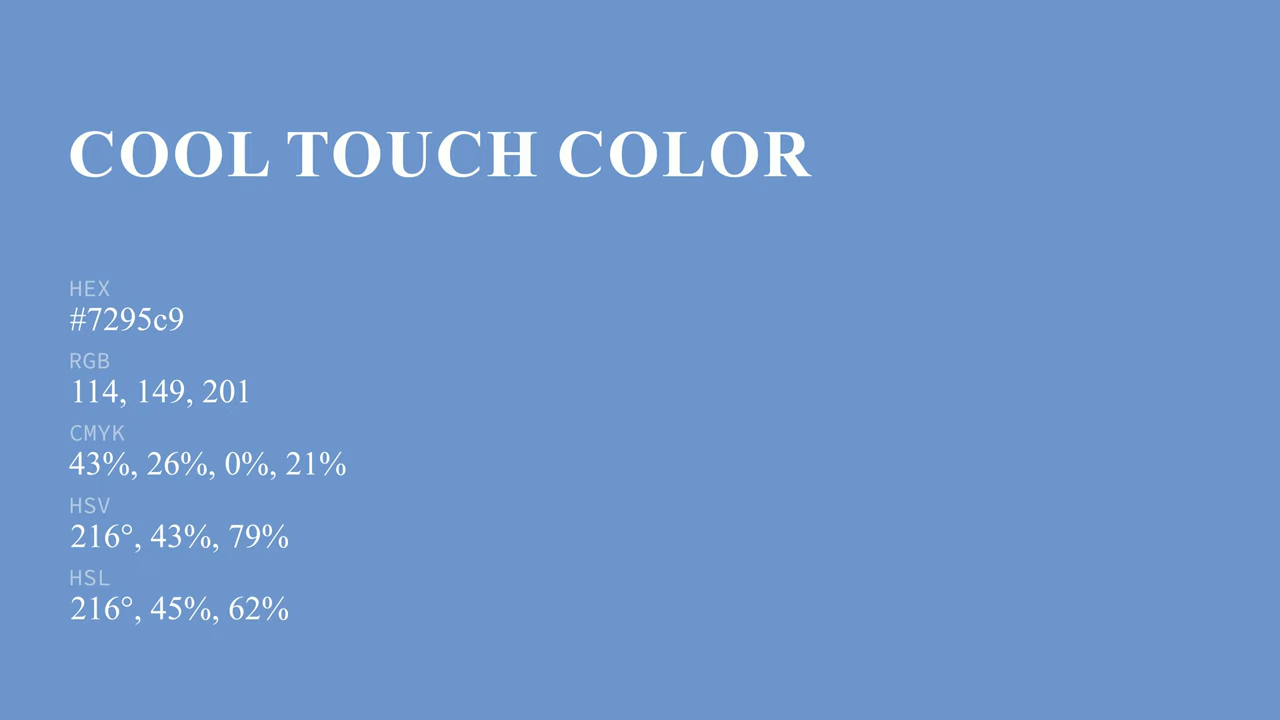 COOL TOUCH COLOR
HEX
#7295c9
RGB
114, 149, 201
CMYK
43%, 26%, 0%, 21%
HSV
216°, 43%, 79%
HSL
216°, 45%, 62%